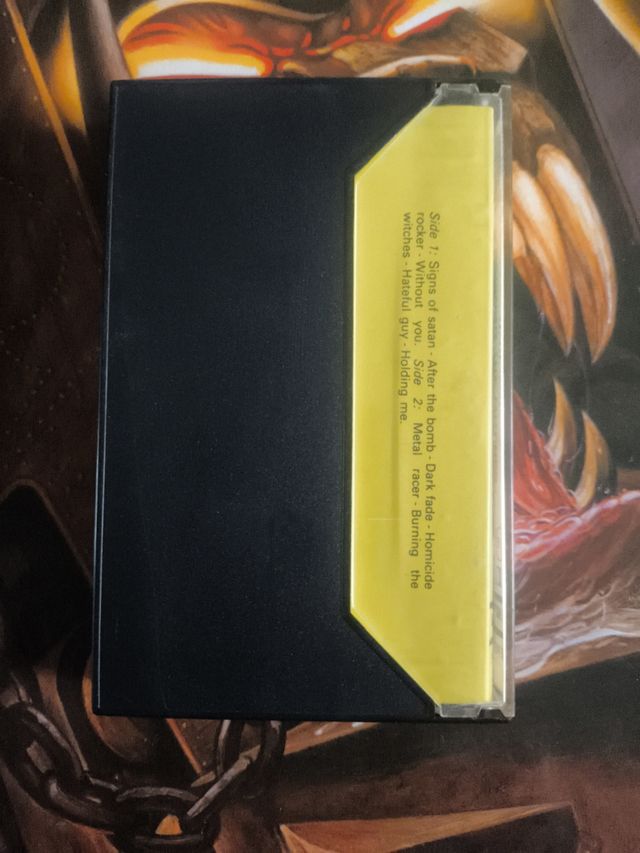 Side 1: Signs of satan - After the bomb - Dark fade - Homicide
rocker - Without you. Side 2: Metal racer - Burning the
witches - Hateful guy - Holding me.